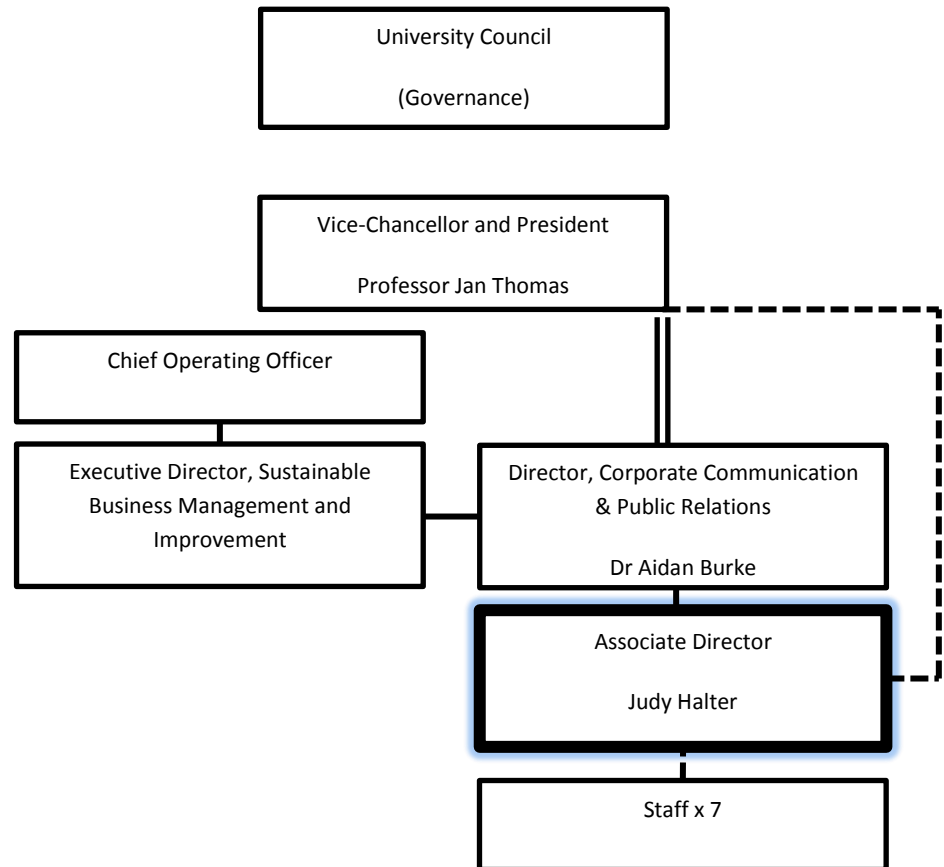 University Council
(Governance)
Vice-Chancellor and President
Professor Jan Thomas
Chief Operating Officer
Executive Director, Sustainable
Business Management and
Improvement
Director, Corporate Communication
& Public Relations
Dr Aidan Burke
Associate Director
Judy Halter
Staff x 7